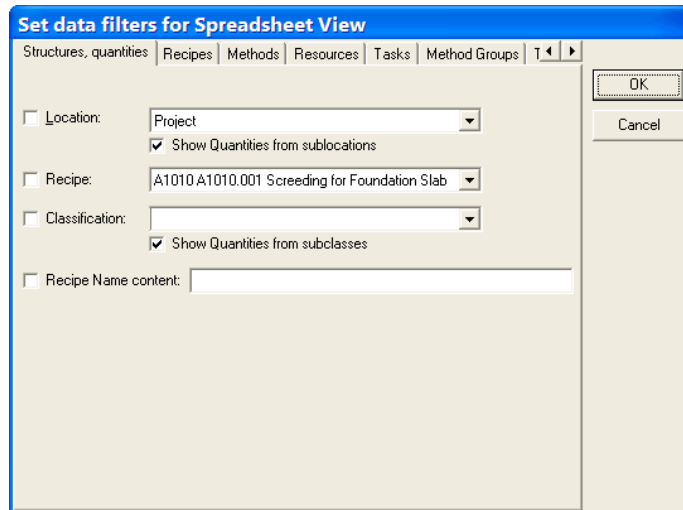 Set data filters for Spreadsheet View
Structures, quantities Recipes Methods Resources Tasks Method Groups
OK
Location: Project
Cancel
Show Quantities from sublocations
Recipe: A1010 A1010.001 Screeding for Foundation Slab
Classification:
Show Quantities from subclasses
Recipe Name content: